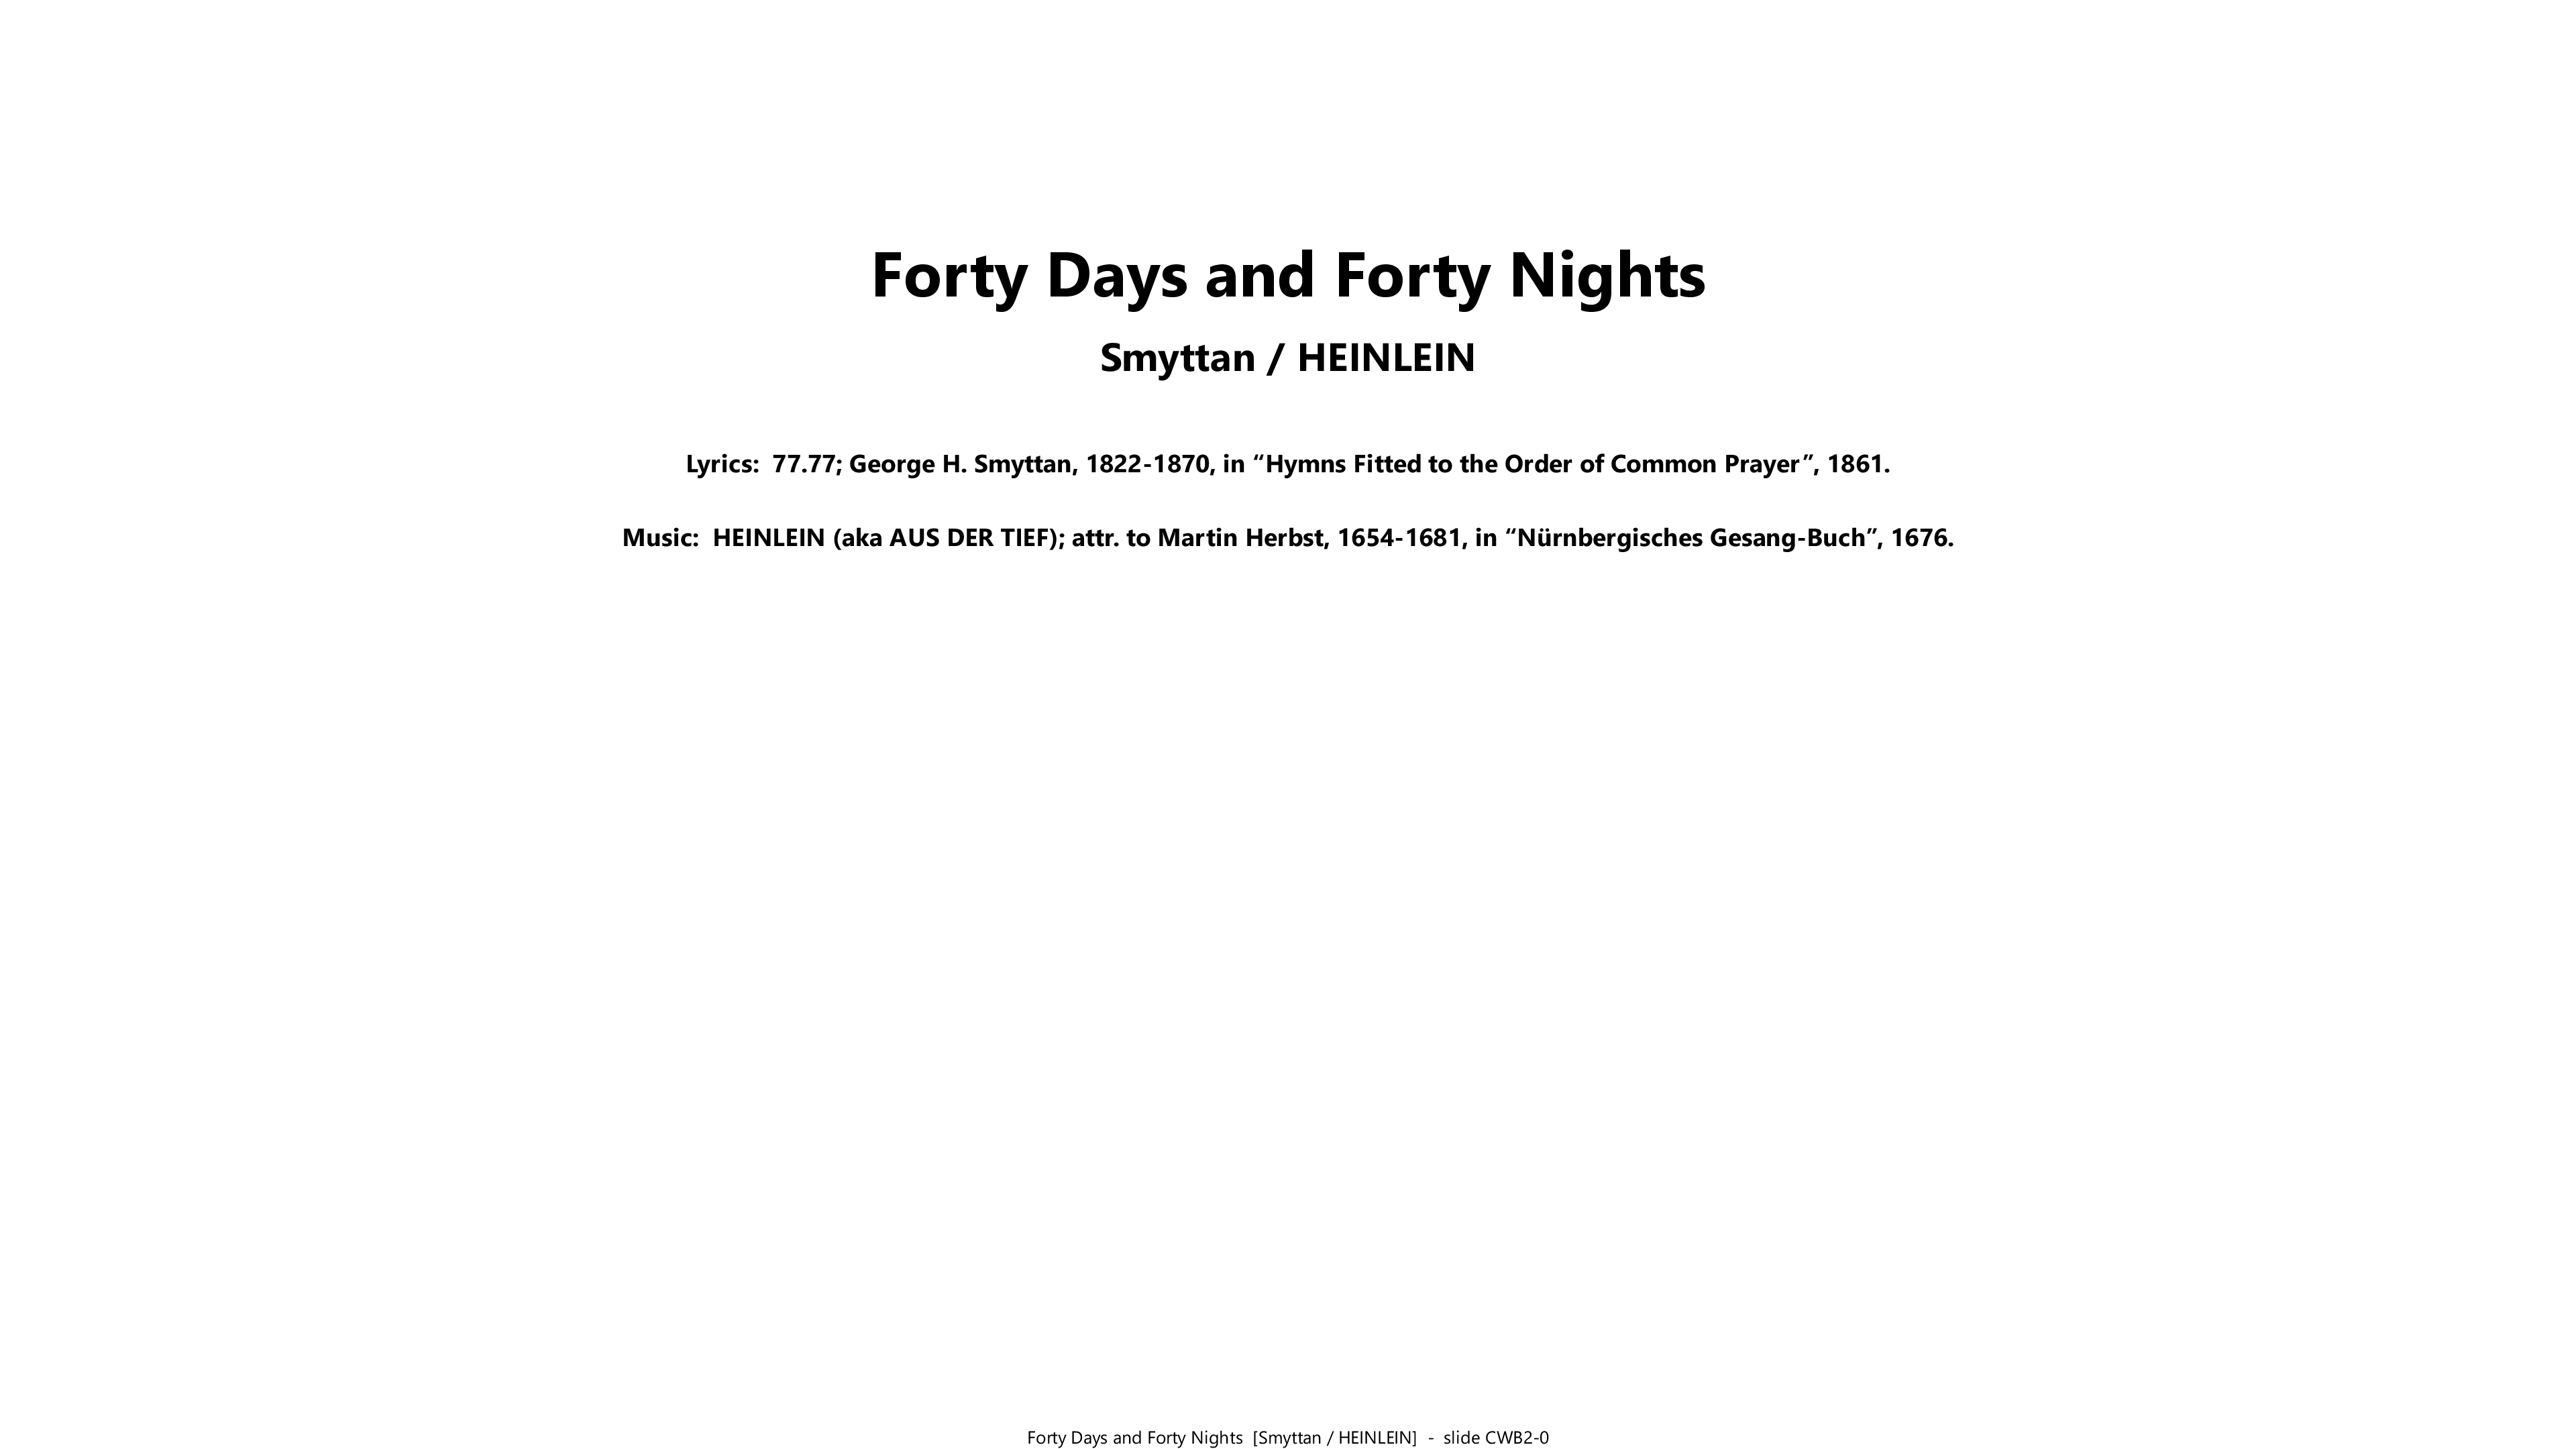 Forty Days and Forty Nights
Smyttan / HEINLEIN
Lyrics:  77.77; George H. Smyttan, 1822-1870, in “Hymns Fitted to the Order of Common Prayer”, 1861.
Music:  HEINLEIN (aka AUS DER TIEF); attr. to Martin Herbst, 1654-1681, in “Nürnbergisches Gesang-Buch”, 1676.
Forty Days and Forty Nights  [Smyttan / HEINLEIN]  -  slide CWB2-0